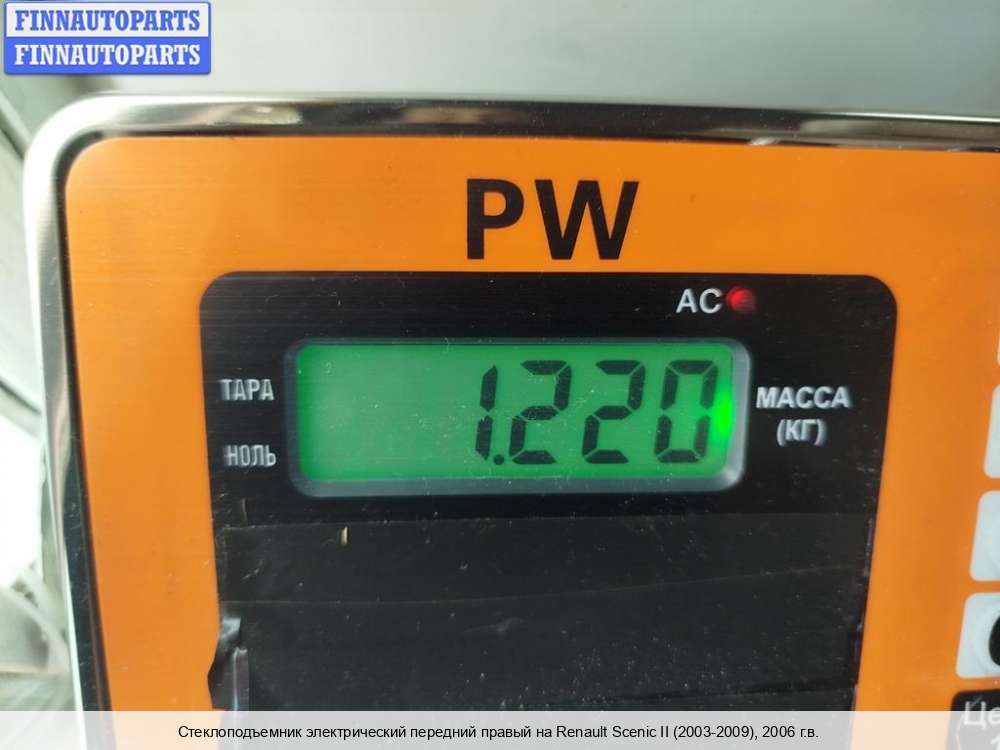 FINNAUTOPARTS
FINNAUTOPARTS
PW
AC
ТАРА
1.220
МАССА
(КГ)
НОЛЬ
Стеклоподъемник электрический передний правый на Renault Scenic II (2003-2009), 2006 г.в.